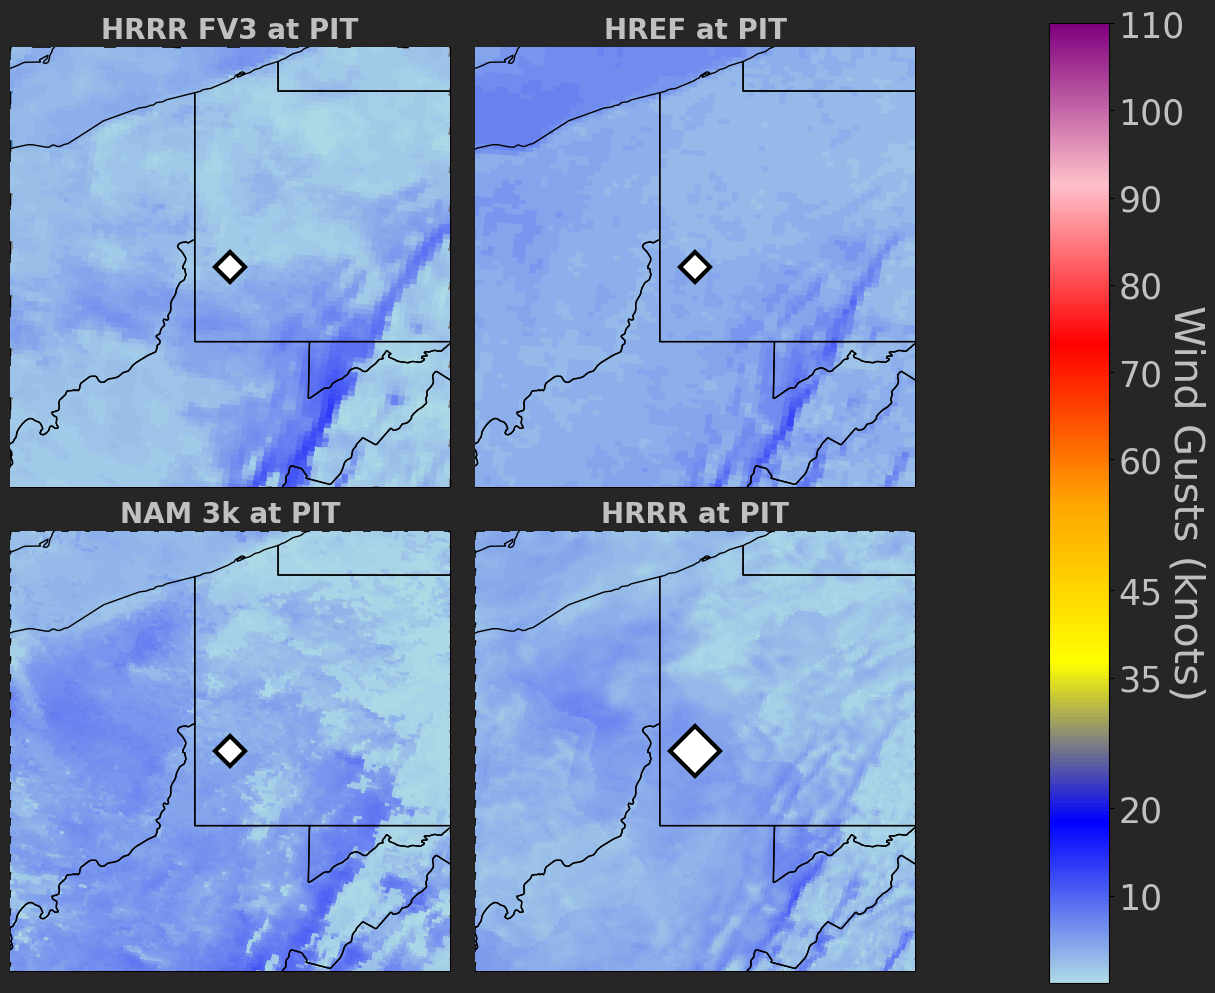 HRRR FV3 at PIT
HREF at PIT
NAM 3k at PIT
HRRR at PIT
110
100
90
80
70
60
45
35
20
10
Wind Gusts (knots)